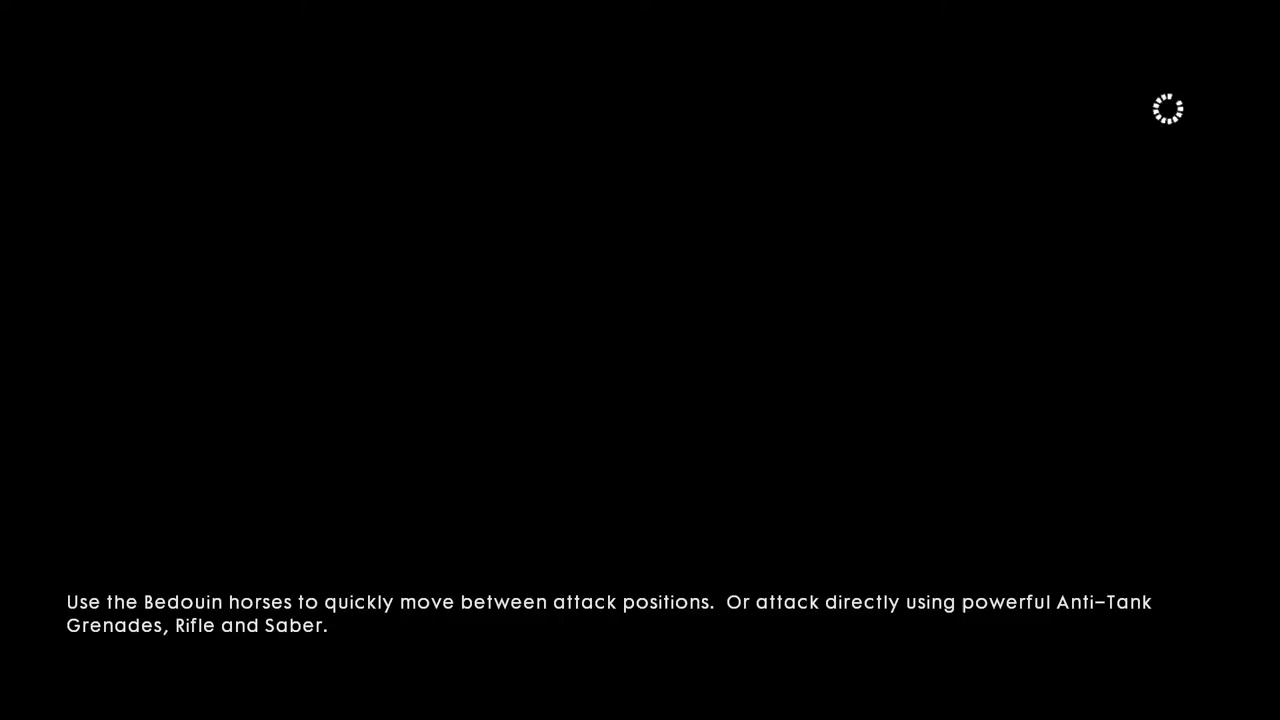 Use the Bedouin horses to quickly move between attack positions.  Or attack directly using powerful Anti-Tank
Grenades, Rifle and Saber.